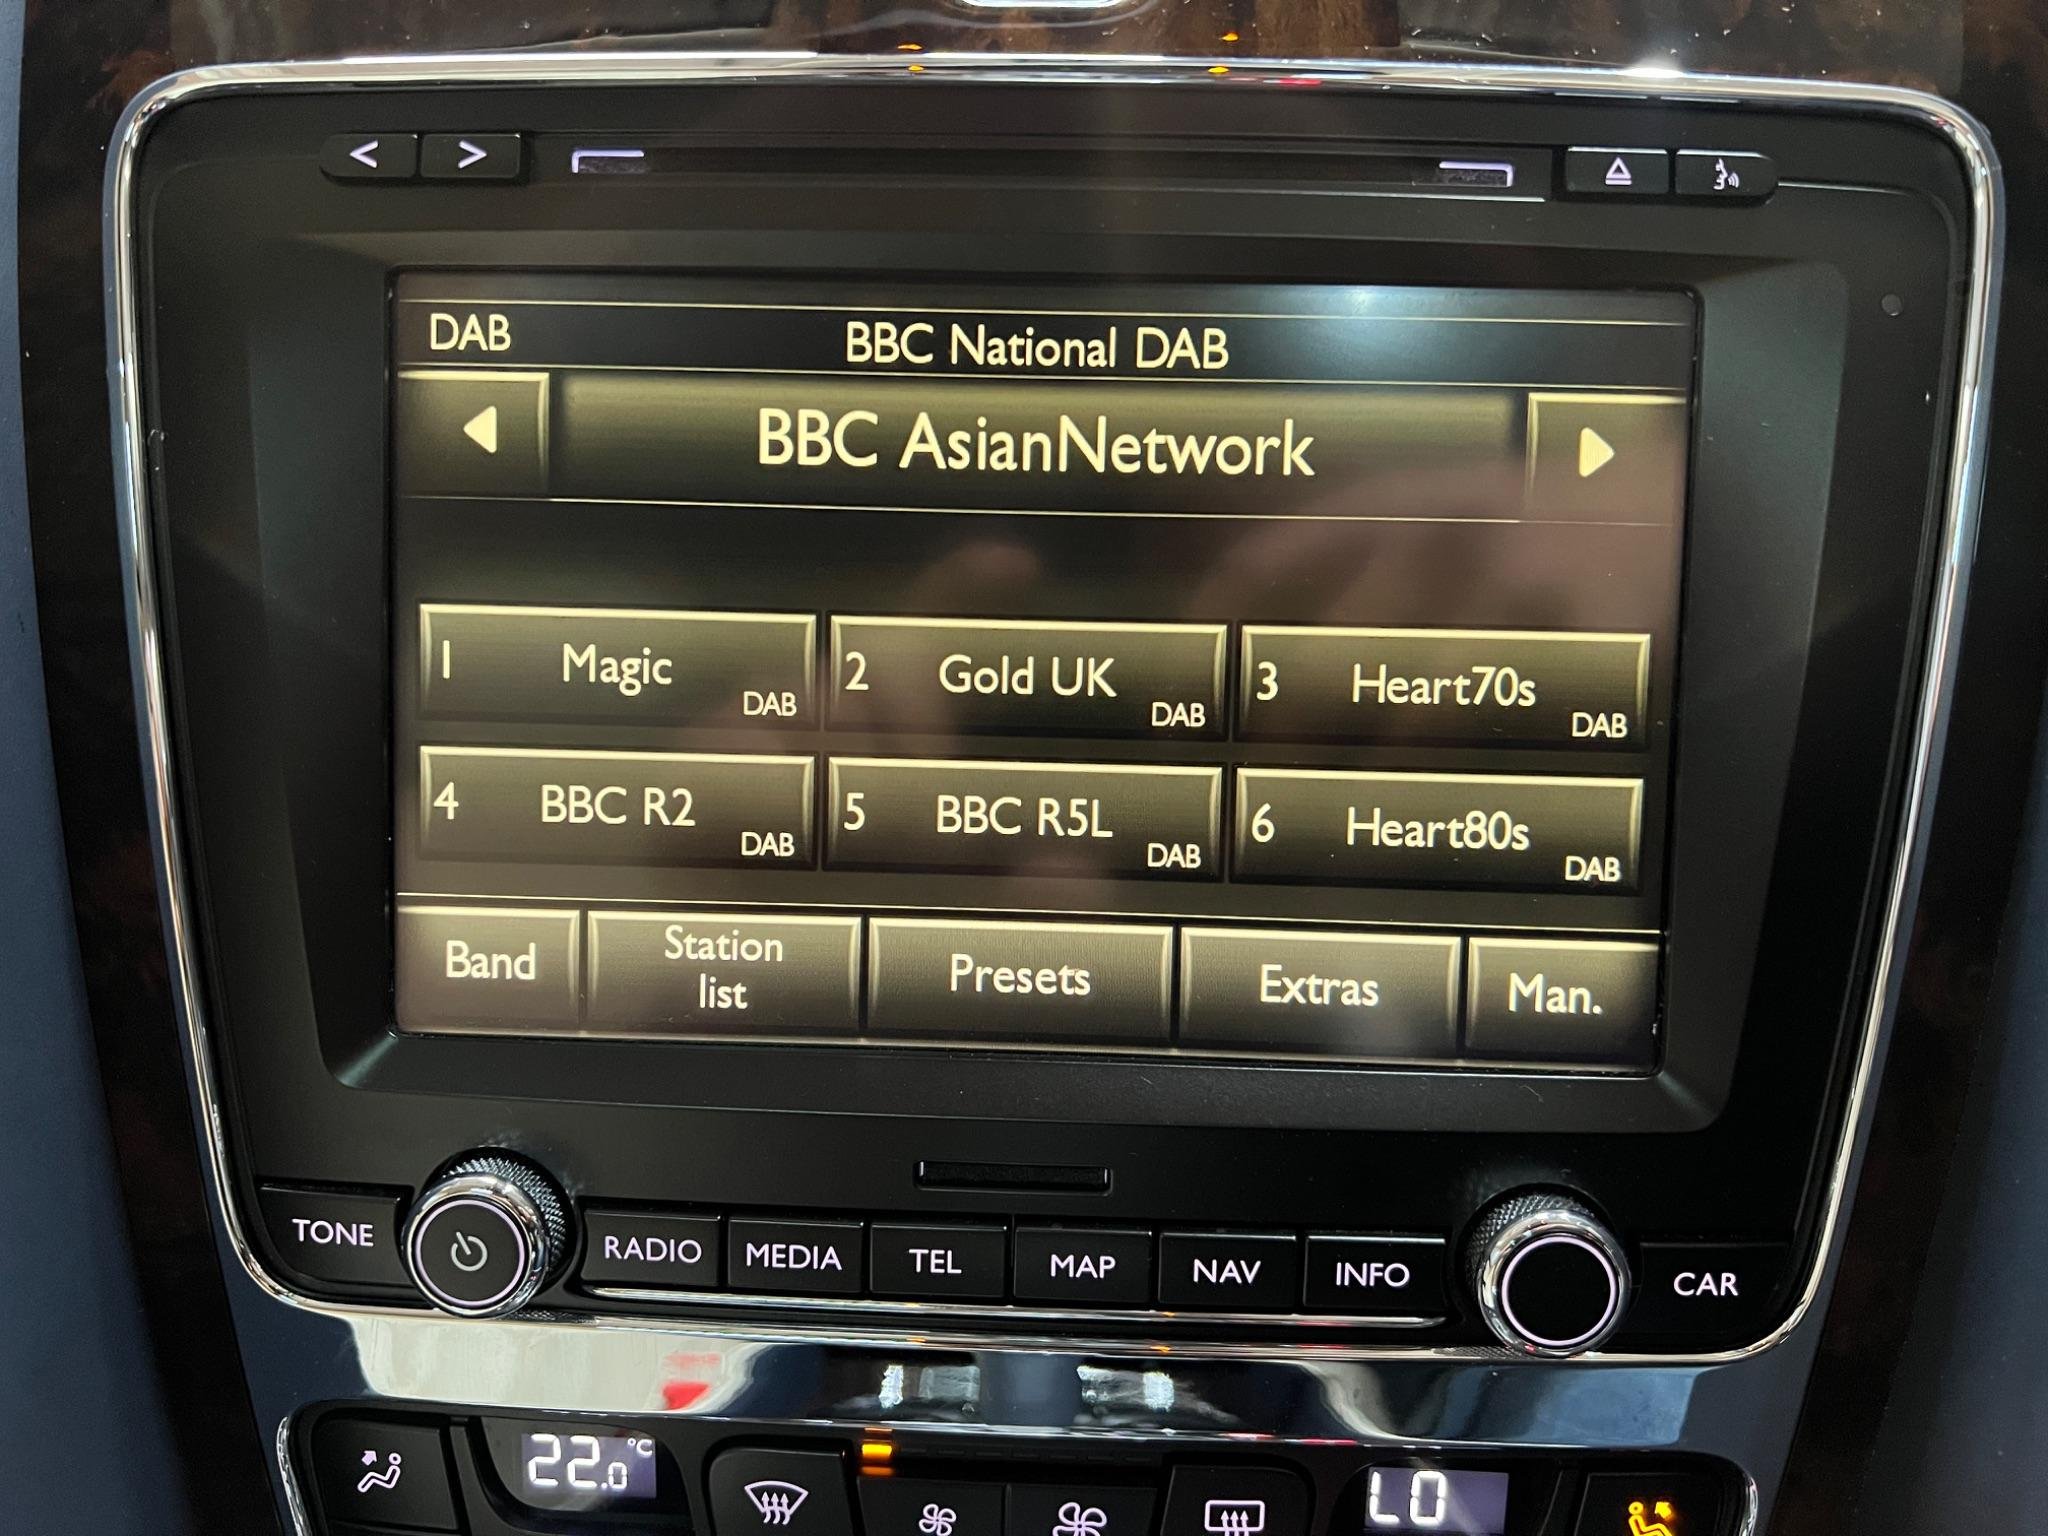 DAB
BBC National DAB
BBC AsianNetwork
1 Magic DAB
2 Gold UK DAB
3 Heart70s DAB
4 BBC R2 DAB
5 BBC R5L DAB
6 Heart80s DAB
Band
Station
list
Presets
Extras
Man.
TONE
RADIO
MEDIA
TEL
MAP
NAV
INFO
CAR
22.0 °C
LO